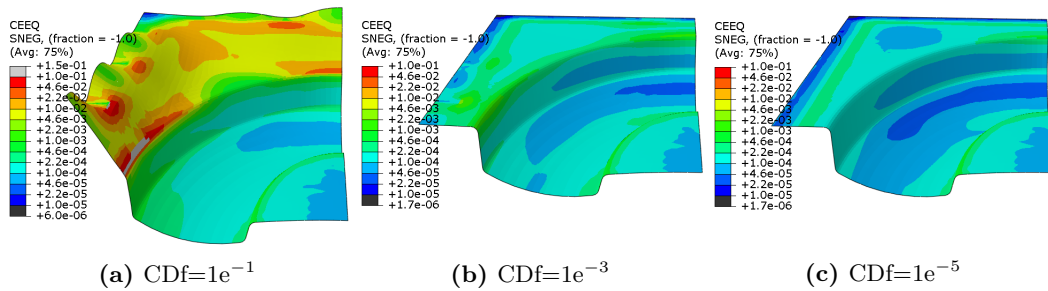 CEEQ
SNEG, (fraction = -1.0)
(Avg: 75%)
+1.5e-01
+1.0e-01
+4.6e-02
+2.2e-02
+1.0e-02
+4.6e-03
+2.2e-03
+1.0e-03
+4.6e-04
+2.2e-04
+1.0e-04
+4.6e-05
+2.2e-05
+1.0e-05
+6.0e-06
(a) CDf=1e⁻¹
CEEQ
SNEG, (fraction = -1.0)
(Avg: 75%)
+1.0e-01
+4.6e-02
+2.2e-02
+1.0e-02
+4.6e-03
+2.2e-03
+1.0e-03
+4.6e-04
+2.2e-04
+1.0e-04
+4.6e-05
+2.2e-05
+1.0e-05
+1.7e-06
(b) CDf=1e⁻³
CEEQ
SNEG, (fraction = -1.0)
(Avg: 75%)
+1.0e-01
+4.6e-02
+2.2e-02
+1.0e-02
+4.6e-03
+2.2e-03
+1.0e-03
+4.6e-04
+2.2e-04
+1.0e-04
+4.6e-05
+2.2e-05
+1.0e-05
+1.7e-06
(c) CDf=1e⁻⁵